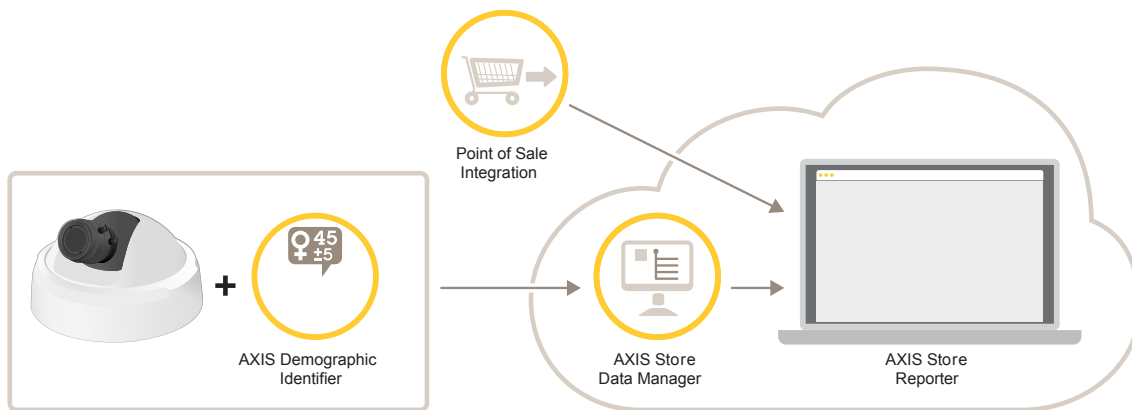 Point of Sale
Integration
45
±5
+
AXIS Demographic
Identifier
AXIS Store
Data Manager
AXIS Store
Reporter